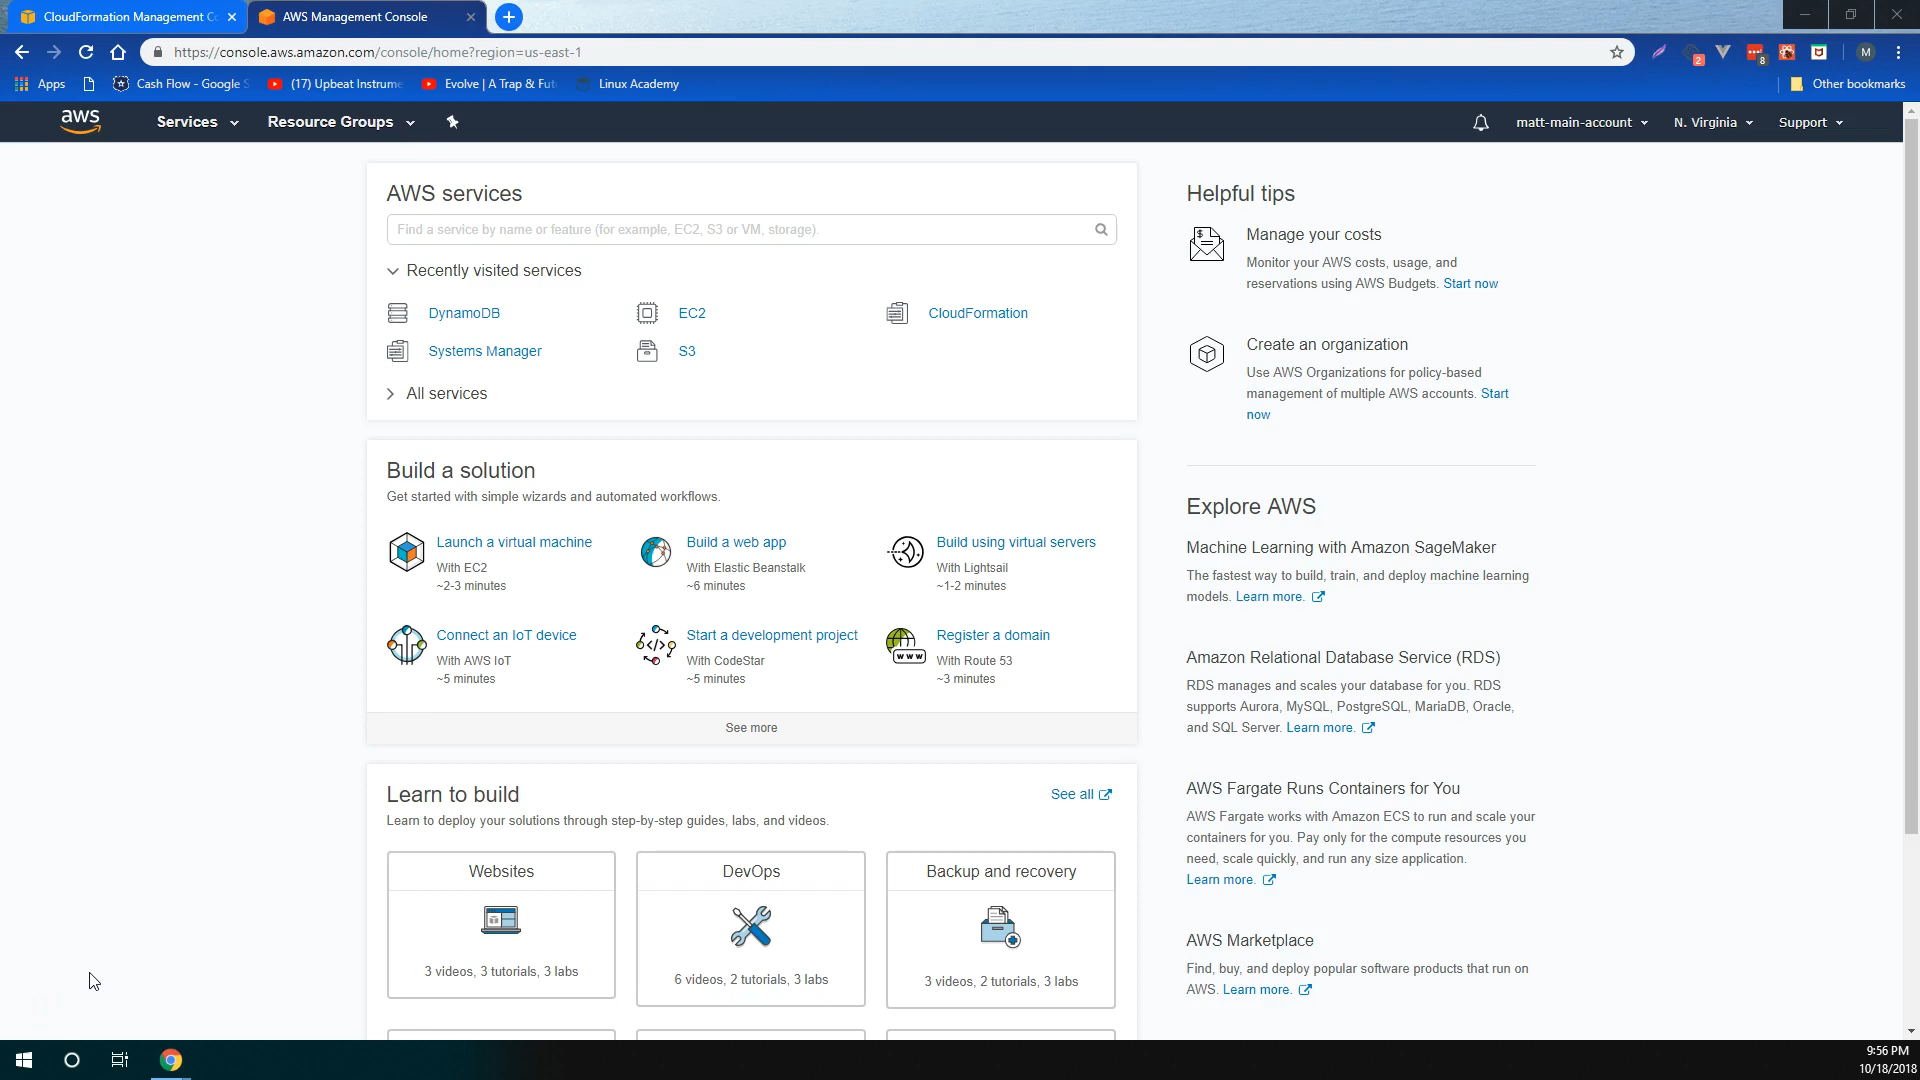 CloudFormation Management C
AWS Management Console
https://console.aws.amazon.com/console/home?region=us-east-1
2
8
M
Apps
Cash Flow - Google S
(17) Upbeat Instrume
Evolve | A Trap & Fut
Linux Academy
Other bookmarks
aws
Services
Resource Groups
matt-main-account
N. Virginia
Support
AWS services
Find a service by name or feature (for example, EC2, S3 or VM, storage).
Recently visited services
DynamoDB
EC2
CloudFormation
Systems Manager
S3
All services
Build a solution
Get started with simple wizards and automated workflows.
Launch a virtual machine
With EC2
~2-3 minutes
Build a web app
With Elastic Beanstalk
~6 minutes
Build using virtual servers
With Lightsail
~1-2 minutes
Connect an IoT device
With AWS IoT
~5 minutes
Start a development project
With CodeStar
~5 minutes
Register a domain
With Route 53
~3 minutes
See more
Learn to build
See all
Learn to deploy your solutions through step-by-step guides, labs, and videos.
Websites
3 videos, 3 tutorials, 3 labs
DevOps
6 videos, 2 tutorials, 3 labs
Backup and recovery
3 videos, 2 tutorials, 3 labs
Helpful tips
Manage your costs
Monitor your AWS costs, usage, and
reservations using AWS Budgets. Start now
Create an organization
Use AWS Organizations for policy-based
management of multiple AWS accounts. Start
now
Explore AWS
Machine Learning with Amazon SageMaker
The fastest way to build, train, and deploy machine learning
models. Learn more.
Amazon Relational Database Service (RDS)
RDS manages and scales your database for you. RDS
supports Aurora, MySQL, PostgreSQL, MariaDB, Oracle,
and SQL Server. Learn more.
AWS Fargate Runs Containers for You
AWS Fargate works with Amazon ECS to run and scale your
containers for you. Pay only for the compute resources you
need, scale quickly, and run any size application.
Learn more.
AWS Marketplace
Find, buy, and deploy popular software products that run on
AWS. Learn more.
9:56 PM
10/18/2018